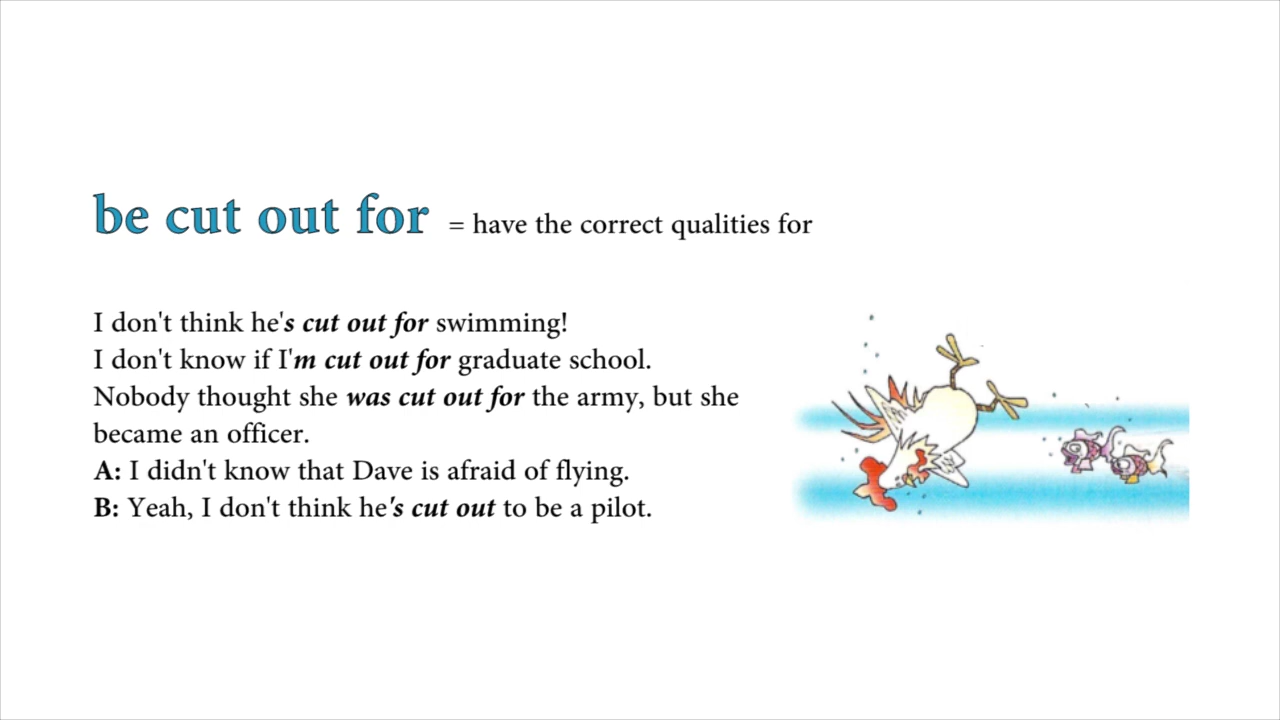 be cut out for = have the correct qualities for
I don't think he's cut out for swimming!
I don't know if I'm cut out for graduate school.
Nobody thought she was cut out for the army, but she
became an officer.
A: I didn't know that Dave is afraid of flying.
B: Yeah, I don't think he's cut out to be a pilot.